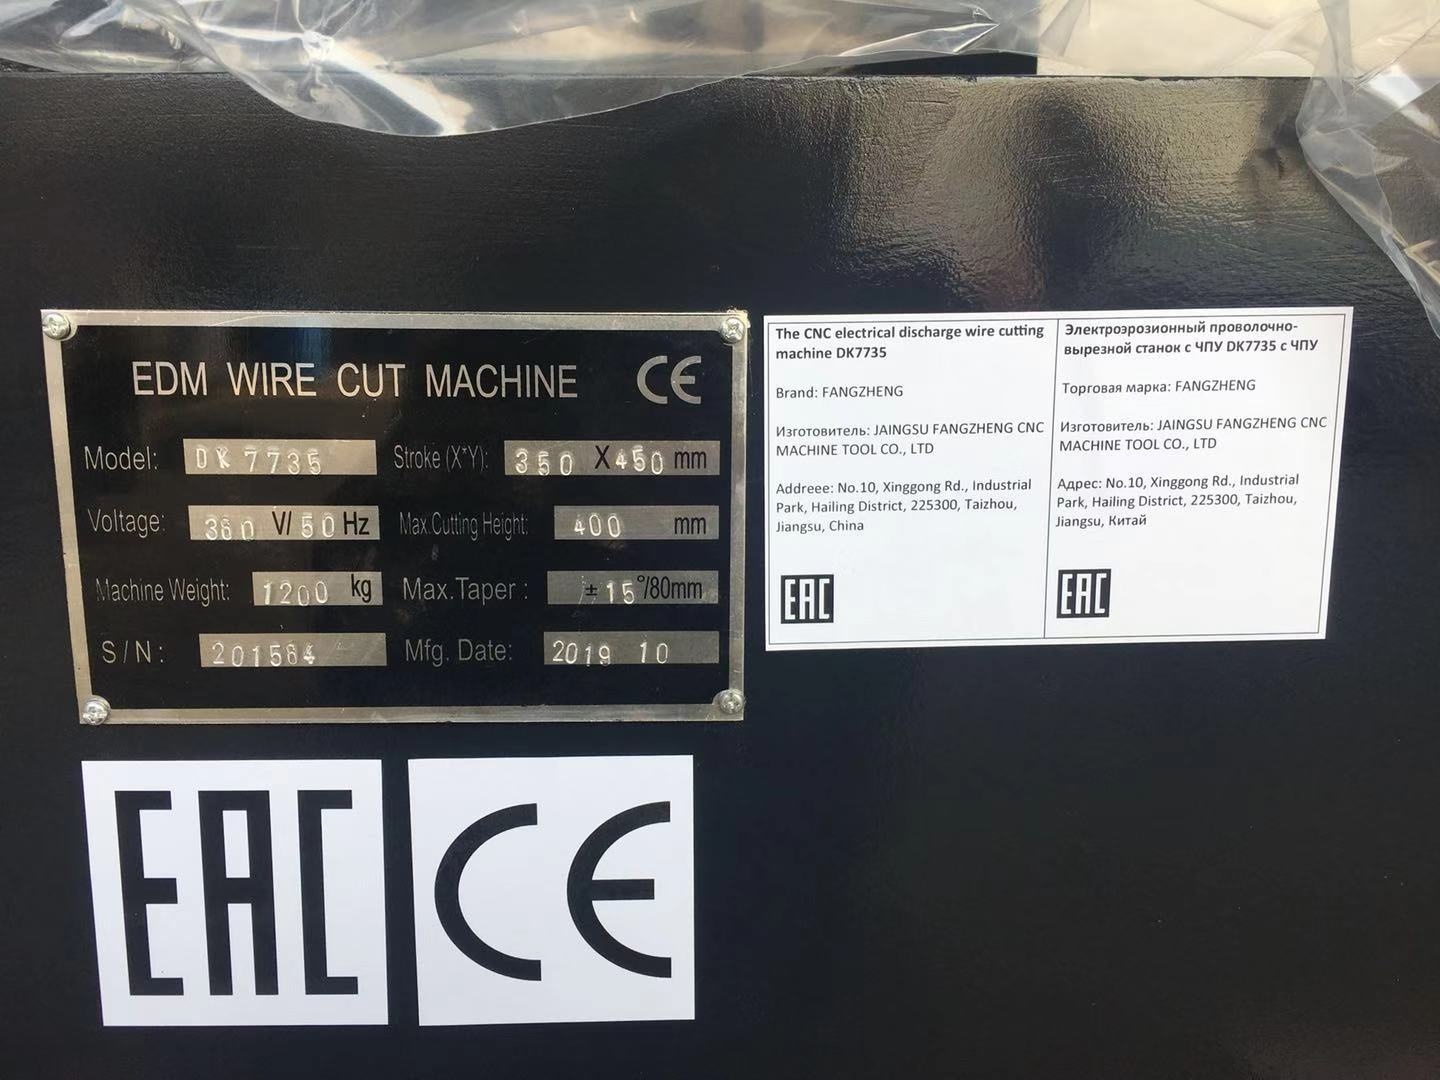 EDM WIRE CUT MACHINE CE
Model: DK7735 Stroke (X*Y): 350 X 450 mm
Voltage: 380 V/ 50 Hz Max.Cutting Height: 400 mm
Machine Weight: 1200 kg Max.Taper : ± 15°/80mm
S/N: 201584 Mfg. Date: 2019 10
The CNC electrical discharge wire cutting
machine DK7735
Brand: FANGZHENG
Изготовитель: JAINGSU FANGZHENG CNC
MACHINE TOOL CO., LTD
Addreee: No.10, Xinggong Rd., Industrial
Park, Hailing District, 225300, Taizhou,
Jiangsu, China
EAC
Электроэрозионный проволочно-
вырезной станок с ЧПУ DK7735 с ЧПУ
Торговая марка: FANGZHENG
Изготовитель: JAINGSU FANGZHENG CNC
MACHINE TOOL CO., LTD
Адрес: No.10, Xinggong Rd., Industrial
Park, Hailing District, 225300, Taizhou,
Jiangsu, Китай
EAC
EAC CE